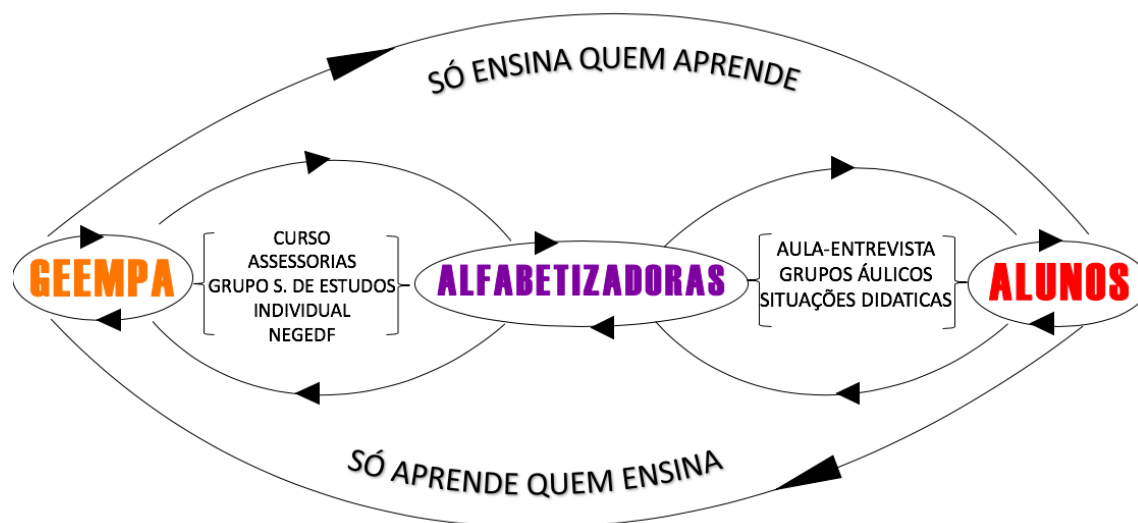 SÓ ENSINA QUEM APRENDE
GEEMPA
CURSO
ASSESSORIAS
GRUPO S. DE ESTUDOS
INDIVIDUAL
NEGEDF
ALFABETIZADORAS
AULA-ENTREVISTA
GRUPOS ÁULICOS
SITUAÇÕES DIDATICAS
ALUNOS
SÓ APRENDE QUEM ENSINA